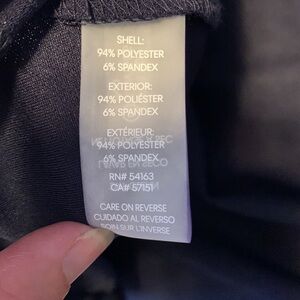 SHELL:
94% POLYESTER
6% SPANDEX
EXTERIOR:
94% POLIÉSTER
6% SPANDEX
EXTÉRIEUR:
94% POLYESTER
6% SPANDEX
RN# 54163
CA# 57151
CARE ON REVERSE
CUIDADO AL REVERSO
SOIN SUR L'INVERSE